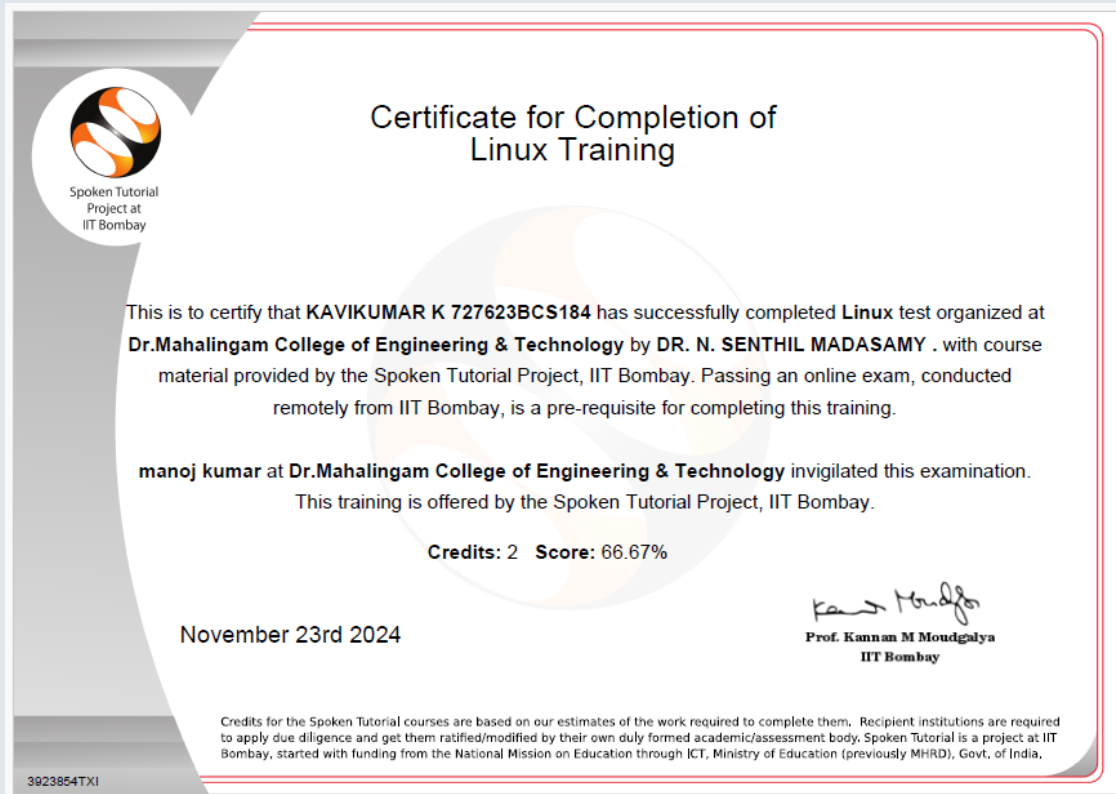 Spoken Tutorial
Project at
IIT Bombay
Certificate for Completion of
Linux Training
This is to certify that KAVIKUMAR K 727623BCS184 has successfully completed Linux test organized at
Dr.Mahalingam College of Engineering & Technology by DR. N. SENTHIL MADASAMY . with course
material provided by the Spoken Tutorial Project, IIT Bombay. Passing an online exam, conducted
remotely from IIT Bombay, is a pre-requisite for completing this training.
manoj kumar at Dr.Mahalingam College of Engineering & Technology invigilated this examination.
This training is offered by the Spoken Tutorial Project, IIT Bombay.
Credits: 2 Score: 66.67%
November 23rd 2024
Kannan Moudgalya
Prof. Kannan M Moudgalya
IIT Bombay
Credits for the Spoken Tutorial courses are based on our estimates of the work required to complete them. Recipient institutions are required
to apply due diligence and get them ratified/modified by their own duly formed academic/assessment body. Spoken Tutorial is a project at IIT
Bombay, started with funding from the National Mission on Education through ICT, Ministry of Education (previously MHRD), Govt. of India.
3923854TXI